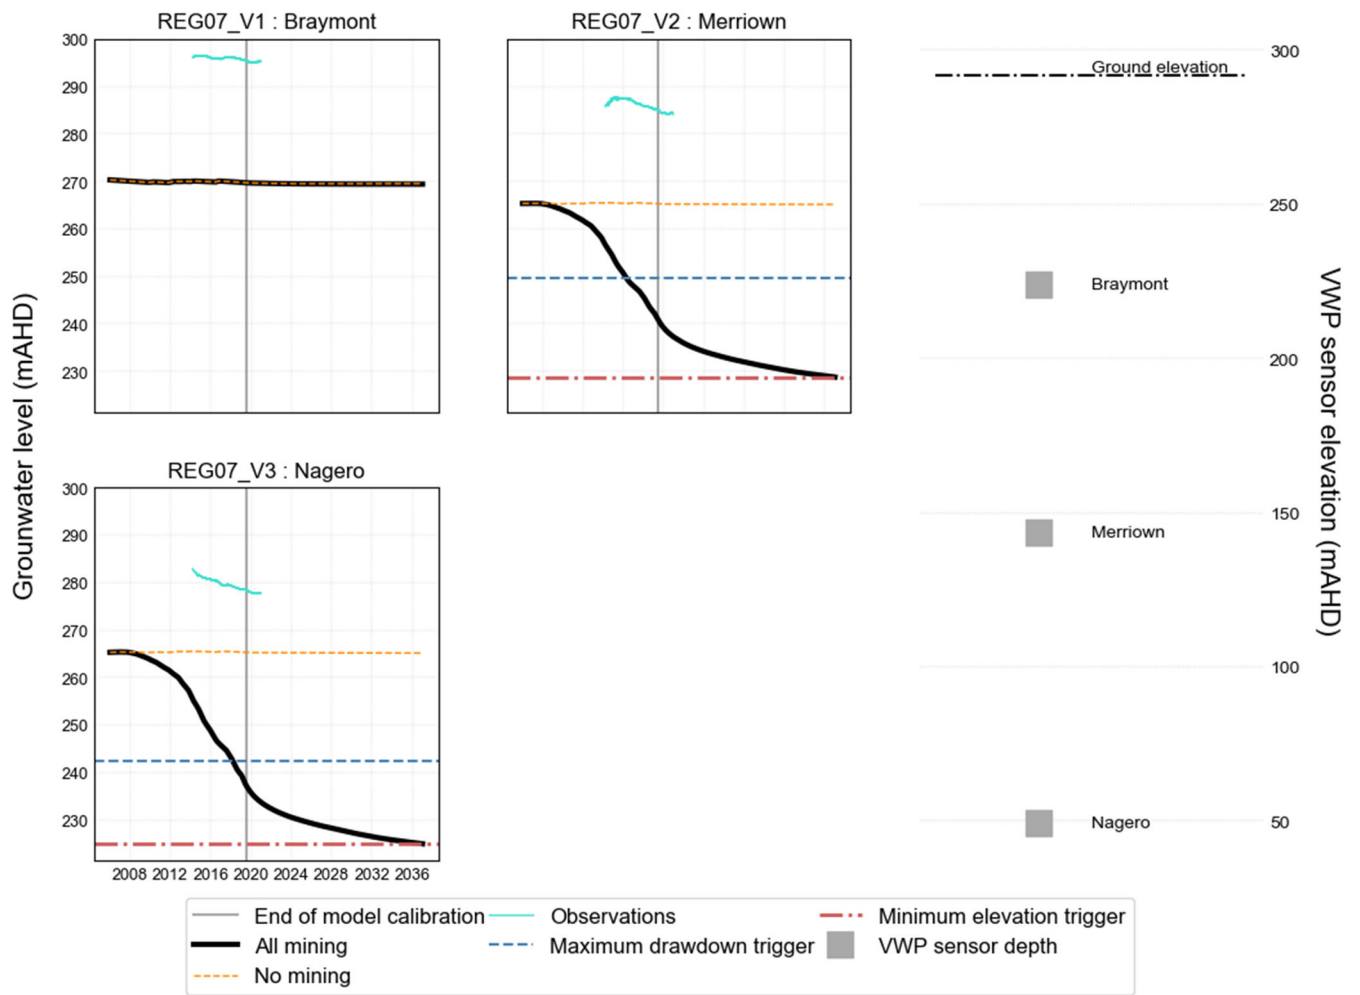 REG07_V1 : Braymont
REG07_V2 : Merriown
300
290
280
270
260
250
240
230
300
Ground elevation
250
Braymont
200
150
Merriown
100
Nagero
50
Grounwater level (mAHD)
VWP sensor elevation (mAHD)
REG07_V3 : Nagero
300
290
280
270
260
250
240
230
2008 2012 2016 2020 2024 2028 2032 2036
End of model calibration Observations Minimum elevation trigger
All mining Maximum drawdown trigger VWP sensor depth
No mining